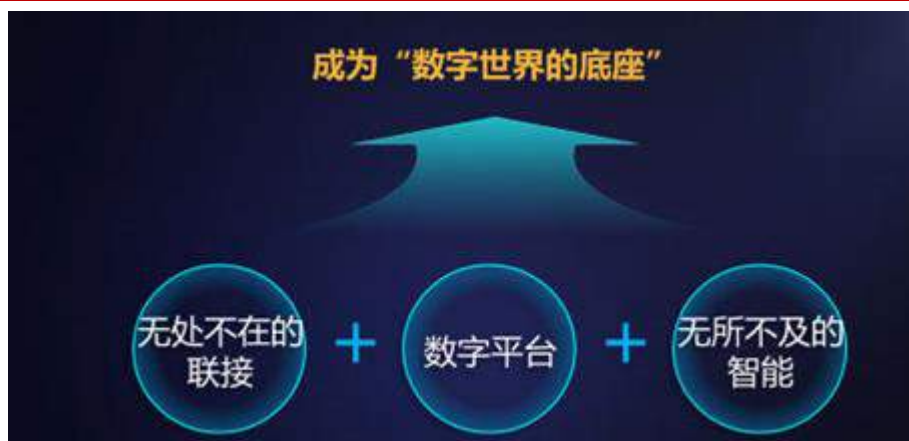 成为“数字世界的底座”
无处不在的
联接
+
数字平台
+
无所不及的
智能